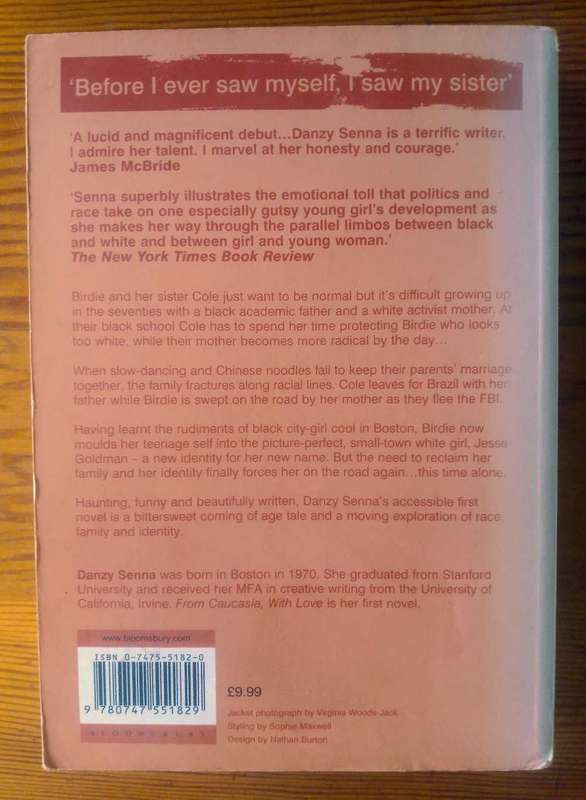 'Before I ever saw myself, I saw my sister'
'A lucid and magnificent debut...Danzy Senna is a terrific writer.
I admire her talent. I marvel at her honesty and courage.'
James McBride
'Senna superbly illustrates the emotional toll that politics and
race take on one especially gutsy young girl's development as
she makes her way through the parallel limbos between black
and white and between girl and young woman.'
The New York Times Book Review
Birdie and her sister Cole just want to be normal but it's difficult growing up
in the seventies with a black academic father and a white activist mother. At
their black school Cole has to spend her time protecting Birdie who looks
too white, while their mother becomes more radical by the day...
When slow-dancing and Chinese noodles fail to keep their parents' marriage
together, the family fractures along racial lines. Cole leaves for Brazil with her
father while Birdie is swept on the road by her mother as they flee the FBI.
Having learnt the rudiments of black city-girl cool in Boston, Birdie now
moulds her teenage self into the picture-perfect, small-town white girl, Jesse
Goldman – a new identity for her new name. But the need to reclaim her
family and her identity finally forces her on the road again...this time alone.
Haunting, funny and beautifully written, Danzy Senna's accessible first
novel is a bittersweet coming of age tale and a moving exploration of race,
family and identity.
Danzy Senna was born in Boston in 1970. She graduated from Stanford
University and received her MFA in creative writing from the University of
California, Irvine. From Caucasia, With Love is her first novel.
www.bloomsbury.com
ISBN 0-7475-5182-0
9 780747 551829
BLOOMSBURY
£9.99
Jacket photograph by Virginia Woods-Jack
Styling by Sophie Maxwell
Design by Nathan Burton